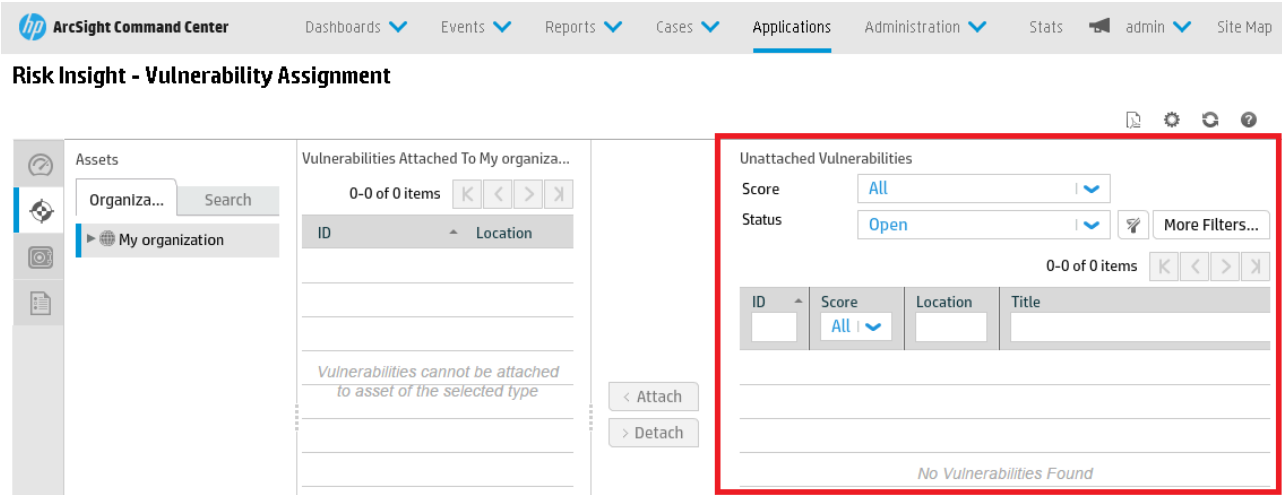 hp ArcSight Command Center Dashboards Events Reports Cases Applications Administration Stats admin Site Map
Risk Insight - Vulnerability Assignment
Assets
Organiza... Search
My organization
Vulnerabilities Attached To My organiza...
0-0 of 0 items
ID Location
Vulnerabilities cannot be attached
to asset of the selected type
< Attach
> Detach
Unattached Vulnerabilities
Score All
Status Open More Filters...
0-0 of 0 items
ID Score Location Title
All
No Vulnerabilities Found